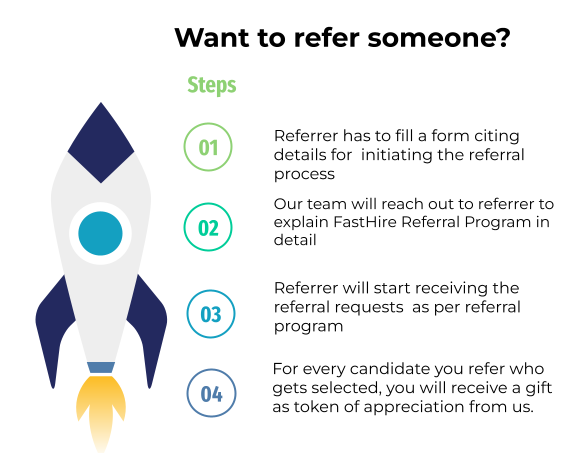 Want to refer someone?
Steps
01
Referrer has to fill a form citing
details for initiating the referral
process
02
Our team will reach out to referrer to
explain FastHire Referral Program in
detail
03
Referrer will start receiving the
referral requests as per referral
program
04
For every candidate you refer who
gets selected, you will receive a gift
as token of appreciation from us.